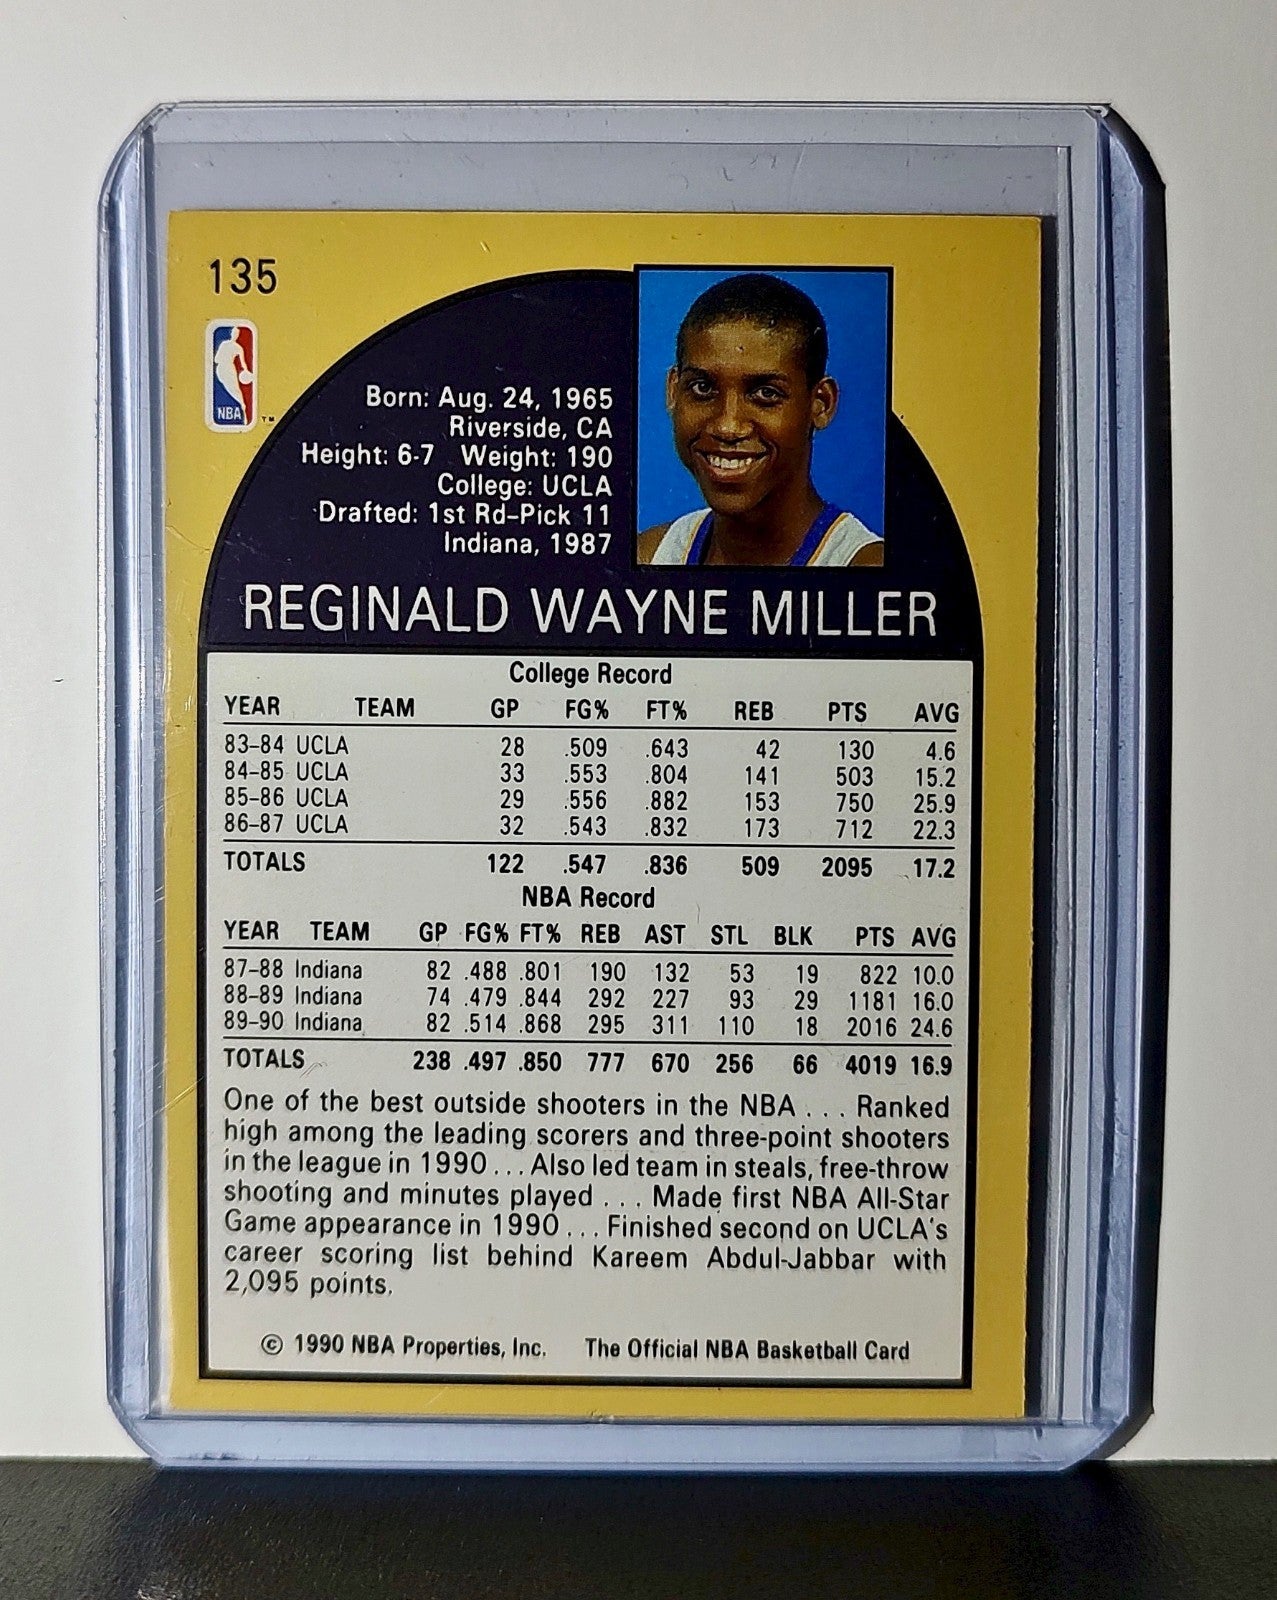 135
NBA
TM
Born: Aug. 24, 1965
Riverside, CA
Height: 6-7 Weight: 190
College: UCLA
Drafted: 1st Rd–Pick 11
Indiana, 1987
REGINALD WAYNE MILLER
College Record
YEAR TEAM GP FG% FT% REB PTS AVG
83–84 UCLA 28 .509 .643 42 130 4.6
84–85 UCLA 33 .553 .804 141 503 15.2
85–86 UCLA 29 .556 .882 153 750 25.9
86–87 UCLA 32 .543 .832 173 712 22.3
TOTALS 122 .547 .836 509 2095 17.2
NBA Record
YEAR TEAM GP FG% FT% REB AST STL BLK PTS AVG
87–88 Indiana 82 .488 .801 190 132 53 19 822 10.0
88–89 Indiana 74 .479 .844 292 227 93 29 1181 16.0
89–90 Indiana 82 .514 .868 295 311 110 18 2016 24.6
TOTALS 238 .497 .850 777 670 256 66 4019 16.9
One of the best outside shooters in the NBA . . . Ranked
high among the leading scorers and three-point shooters
in the league in 1990 . . . Also led team in steals, free-throw
shooting and minutes played . . . Made first NBA All-Star
Game appearance in 1990 . . . Finished second on UCLA's
career scoring list behind Kareem Abdul-Jabbar with
2,095 points.
© 1990 NBA Properties, Inc. The Official NBA Basketball Card